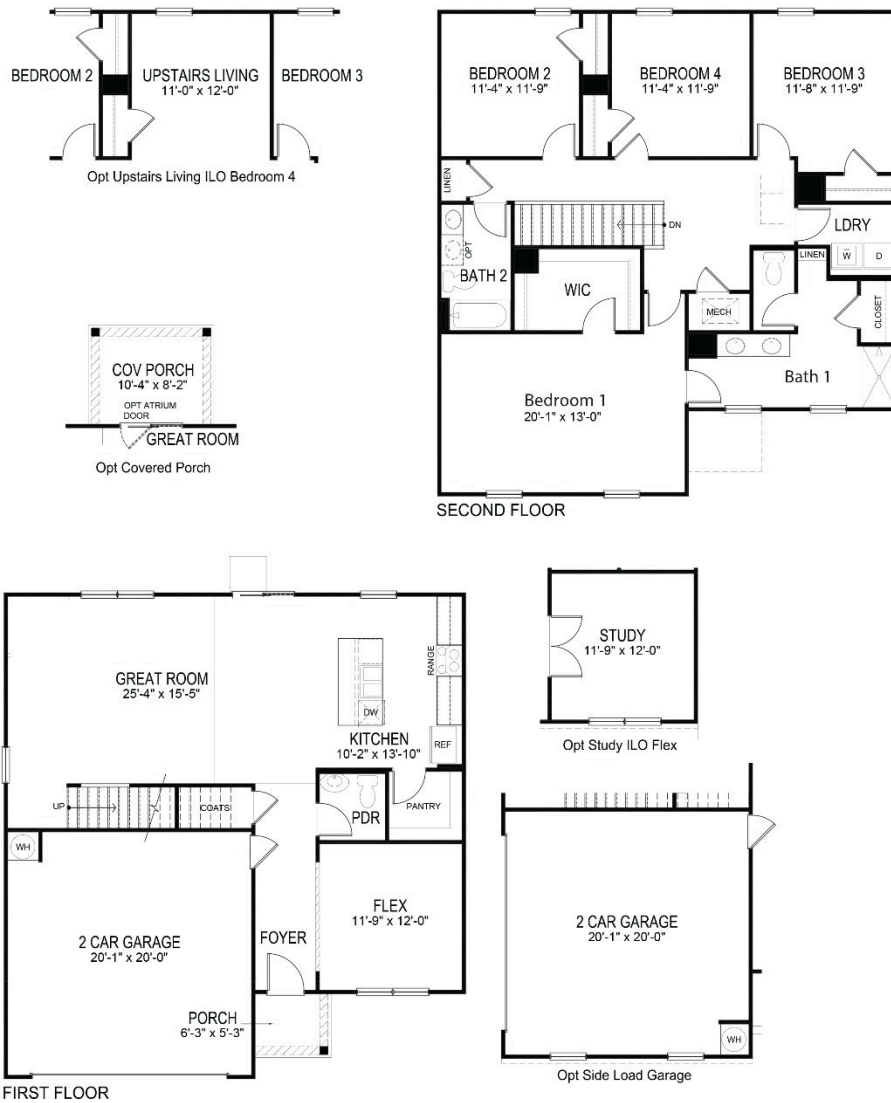 BEDROOM 2
UPSTAIRS LIVING
11'-0" x 12'-0"
BEDROOM 3
Opt Upstairs Living ILO Bedroom 4
COV PORCH
10'-4" x 8'-2"
OPT ATRIUM
DOOR
GREAT ROOM
Opt Covered Porch
BEDROOM 2
11'-4" x 11'-9"
BEDROOM 4
11'-4" x 11'-9"
BEDROOM 3
11'-8" x 11'-9"
LINEN
OPT
BATH 2
DN
WIC
MECH
LDRY
W
D
LINEN
CLOSET
Bedroom 1
20'-1" x 13'-0"
Bath 1
SECOND FLOOR
GREAT ROOM
25'-4" x 15'-5"
RANGE
DW
KITCHEN
10'-2" x 13'-10"
REF
UP
COATS
PDR
PANTRY
WH
2 CAR GARAGE
20'-1" x 20'-0"
FOYER
FLEX
11'-9" x 12'-0"
PORCH
6'-3" x 5'-3"
FIRST FLOOR
STUDY
11'-9" x 12'-0"
Opt Study ILO Flex
2 CAR GARAGE
20'-1" x 20'-0"
WH
Opt Side Load Garage